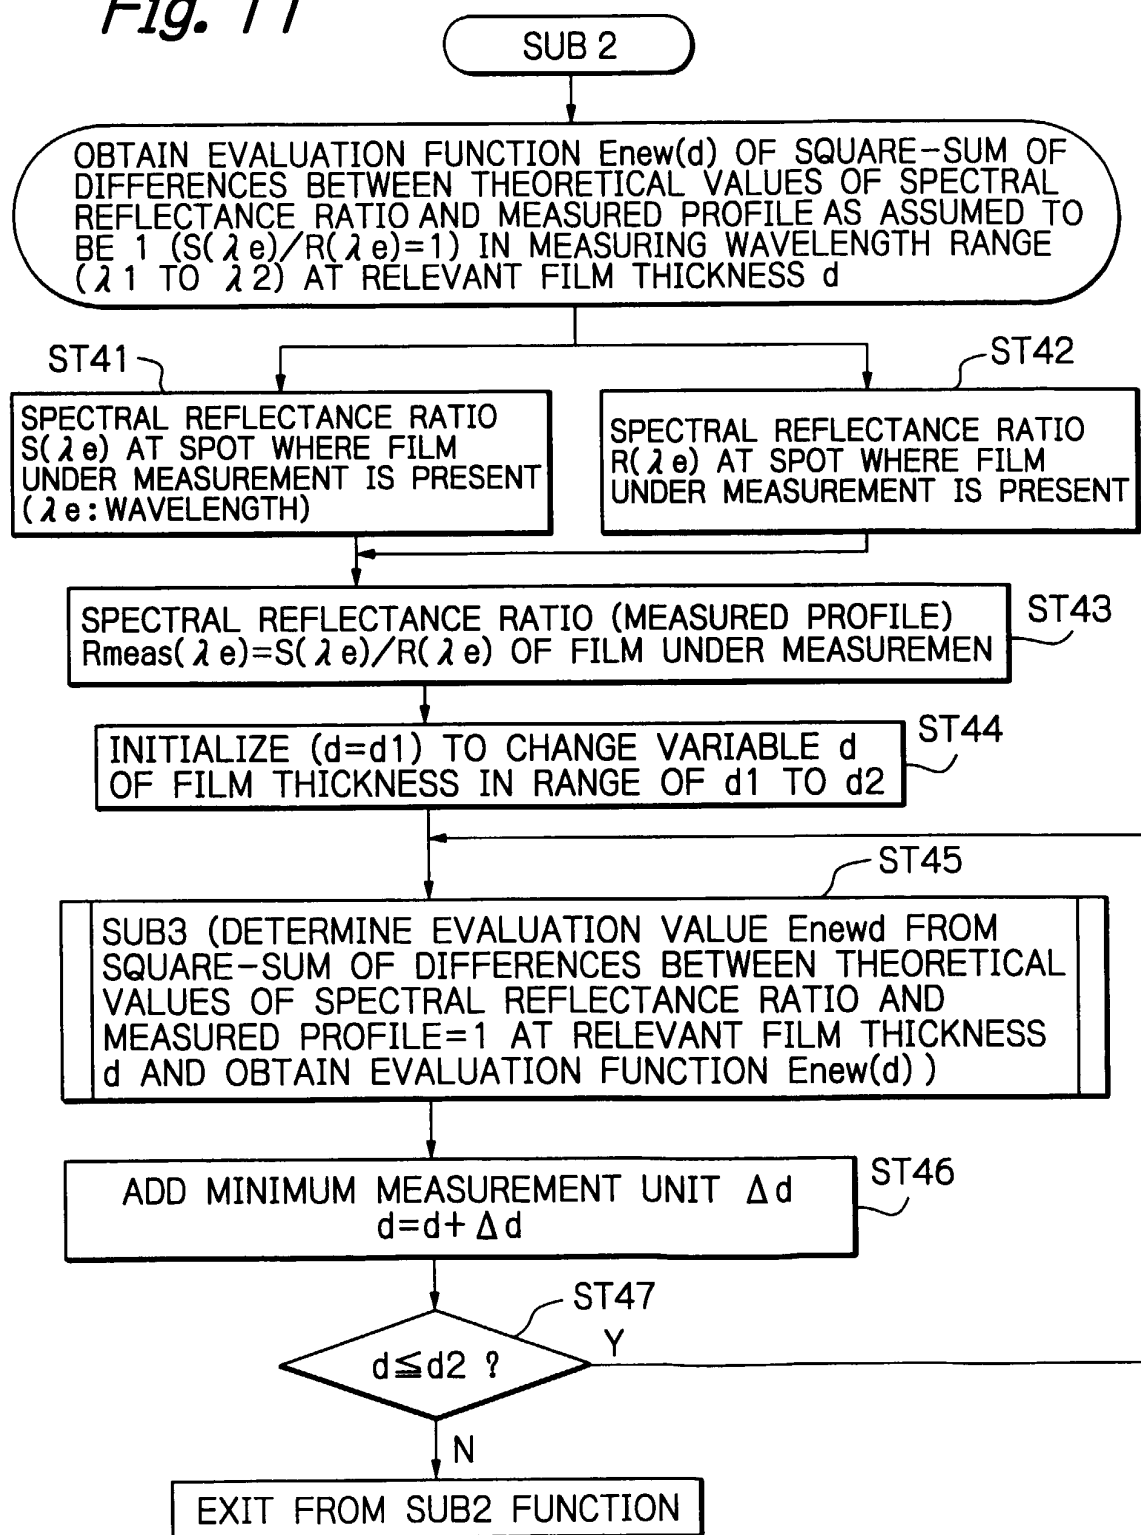 Fig. 11
SUB 2
OBTAIN EVALUATION FUNCTION Enew(d) OF SQUARE-SUM OF
DIFFERENCES BETWEEN THEORETICAL VALUES OF SPECTRAL
REFLECTANCE RATIO AND MEASURED PROFILE AS ASSUMED TO
BE 1 (S(λe)/R(λe)=1) IN MEASURING WAVELENGTH RANGE
(λ1 TO λ2) AT RELEVANT FILM THICKNESS d
ST41
SPECTRAL REFLECTANCE RATIO
S(λe) AT SPOT WHERE FILM
UNDER MEASUREMENT IS PRESENT
(λe:WAVELENGTH)
ST42
SPECTRAL REFLECTANCE RATIO
R(λe) AT SPOT WHERE FILM
UNDER MEASUREMENT IS PRESENT
SPECTRAL REFLECTANCE RATIO (MEASURED PROFILE)
Rmeas(λe)=S(λe)/R(λe) OF FILM UNDER MEASUREMEN
ST43
INITIALIZE (d=d1) TO CHANGE VARIABLE d
OF FILM THICKNESS IN RANGE OF d1 TO d2
ST44
ST45
SUB3 (DETERMINE EVALUATION VALUE Enewd FROM
SQUARE-SUM OF DIFFERENCES BETWEEN THEORETICAL
VALUES OF SPECTRAL REFLECTANCE RATIO AND
MEASURED PROFILE=1 AT RELEVANT FILM THICKNESS
d AND OBTAIN EVALUATION FUNCTION Enew(d))
ADD MINIMUM MEASUREMENT UNIT Δd
d=d+Δd
ST46
ST47
d≦d2 ?
Y
N
EXIT FROM SUB2 FUNCTION